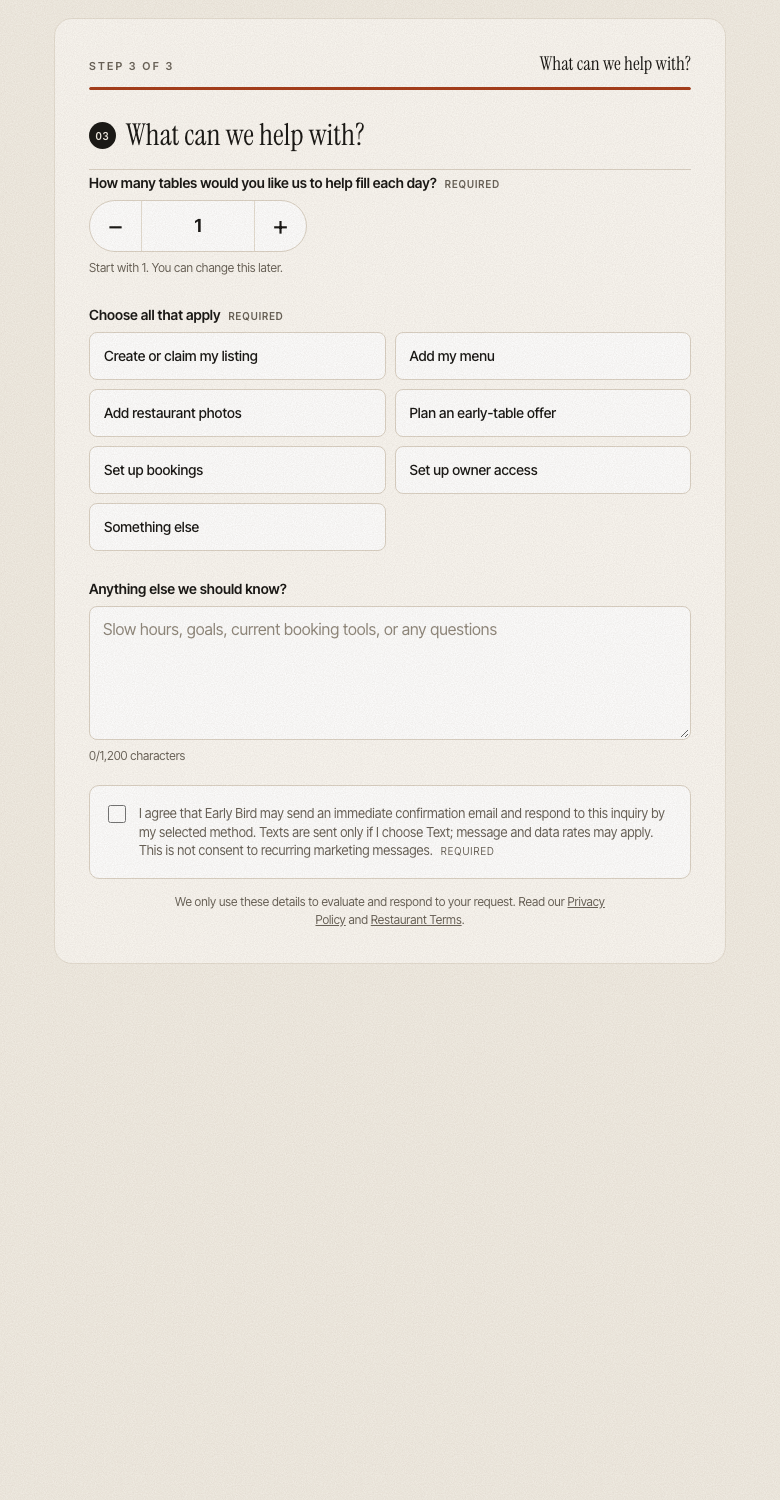 STEP 3 OF 3
What can we help with?
03 What can we help with?
How many tables would you like us to help fill each day? REQUIRED
− 1 +
Start with 1. You can change this later.
Choose all that apply REQUIRED
Create or claim my listing
Add my menu
Add restaurant photos
Plan an early-table offer
Set up bookings
Set up owner access
Something else
Anything else we should know?
Slow hours, goals, current booking tools, or any questions
0/1,200 characters
I agree that Early Bird may send an immediate confirmation email and respond to this inquiry by
my selected method. Texts are sent only if I choose Text; message and data rates may apply.
This is not consent to recurring marketing messages. REQUIRED
We only use these details to evaluate and respond to your request. Read our Privacy
Policy and Restaurant Terms.